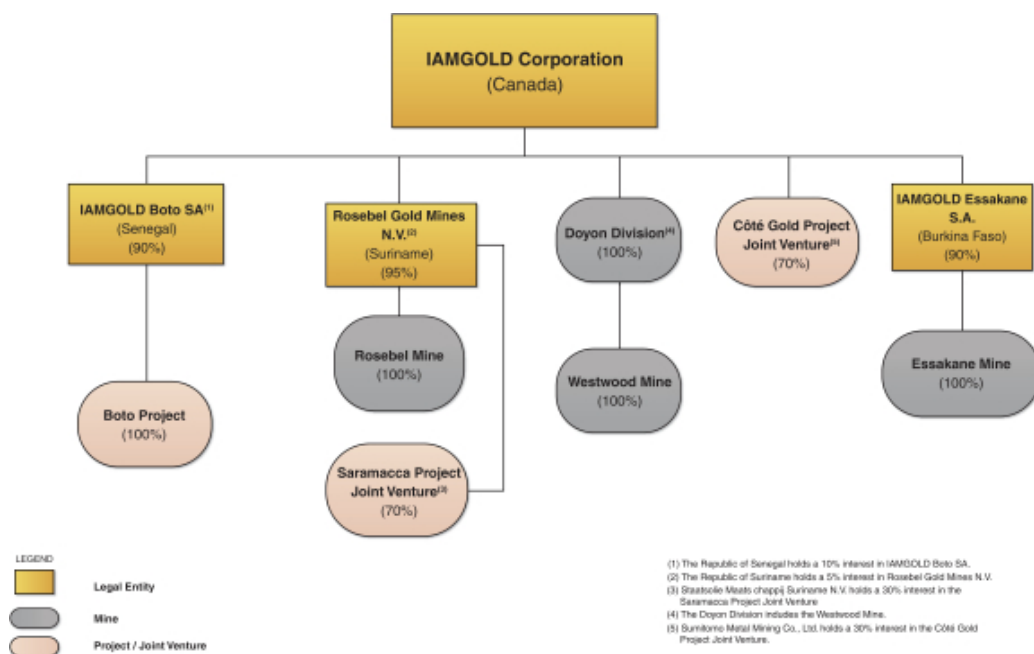 IAMGOLD Corporation
(Canada)
IAMGOLD Boto SA(1)
(Senegal)
(90%)
Rosebel Gold Mines
N.V.(2)
(Suriname)
(95%)
Doyon Division(4)
(100%)
Côté Gold Project
Joint Venture(5)
(70%)
IAMGOLD Essakane
S.A.
(Burkina Faso)
(90%)
Rosebel Mine
(100%)
Westwood Mine
(100%)
Essakane Mine
(100%)
Boto Project
(100%)
Saramacca Project
Joint Venture(3)
(70%)
LEGEND
Legal Entity
Mine
Project / Joint Venture
(1) The Republic of Senegal holds a 10% interest in IAMGOLD Boto SA.
(2) The Republic of Suriname holds a 5% interest in Rosebel Gold Mines N.V.
(3) Staatsolie Maats chappij Suriname N.V. holds a 30% interest in the
Saramacca Project Joint Venture
(4) The Doyon Division includes the Westwood Mine.
(5) Sumitomo Metal Mining Co., Ltd. holds a 30% interest in the Côté Gold
Project Joint Venture.